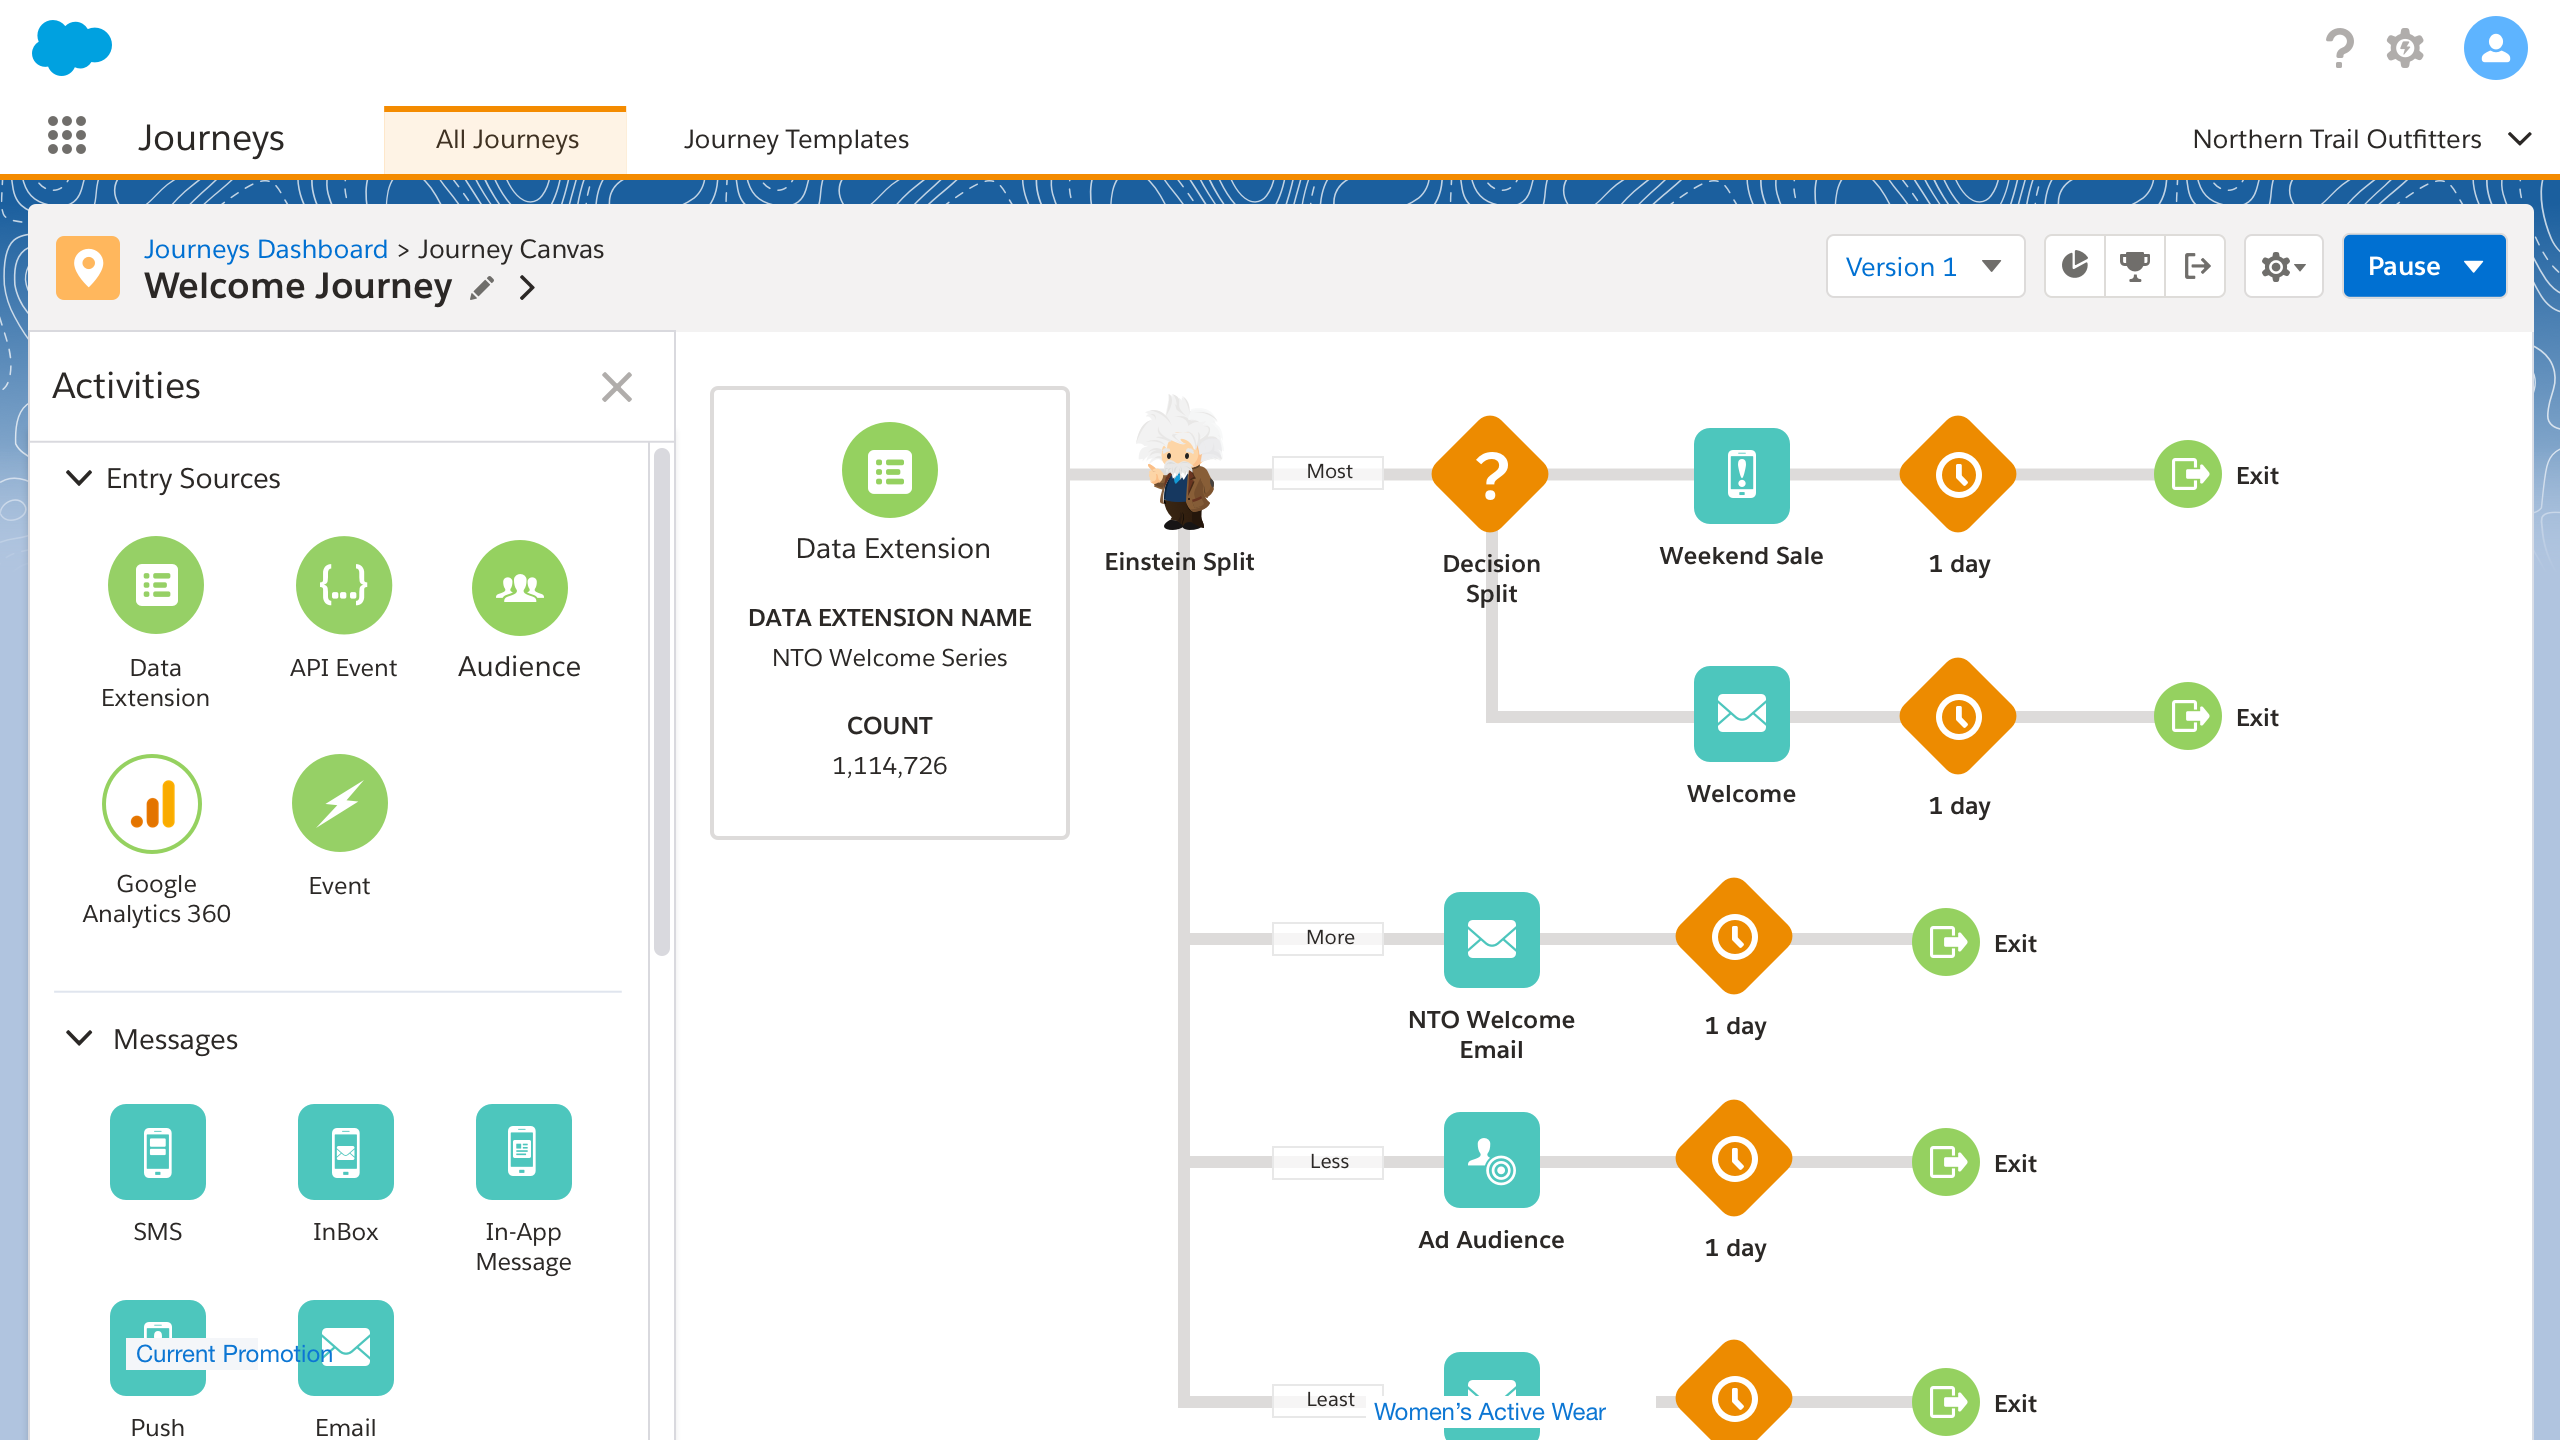 Journeys
All Journeys
Journey Templates
Northern Trail Outfitters
Journeys Dashboard > Journey Canvas
Welcome Journey
Version 1
Pause
Activities
Entry Sources
Data
Extension
API Event
Audience
Google
Analytics 360
Event
Messages
SMS
InBox
In-App
Message
Current Promotion
Push
Email
Data Extension
DATA EXTENSION NAME
NTO Welcome Series
COUNT
1,114,726
Einstein Split
Most
Decision
Split
Weekend Sale
1 day
Exit
Welcome
1 day
Exit
More
NTO Welcome
Email
1 day
Exit
Less
Ad Audience
1 day
Exit
Least
Women’s Active Wear
Exit